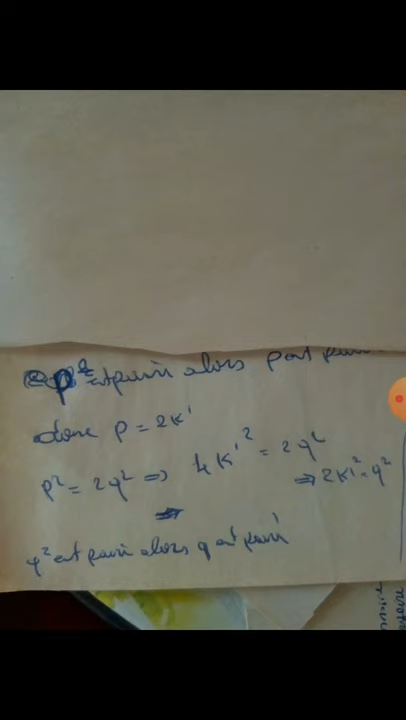 p² est pair alors p est pair
donc p = 2k'
p² = 2q² ⇒ 4k'² = 2q²
⇒ 2k'² = q²
⇒
q² est pair alors q est pair